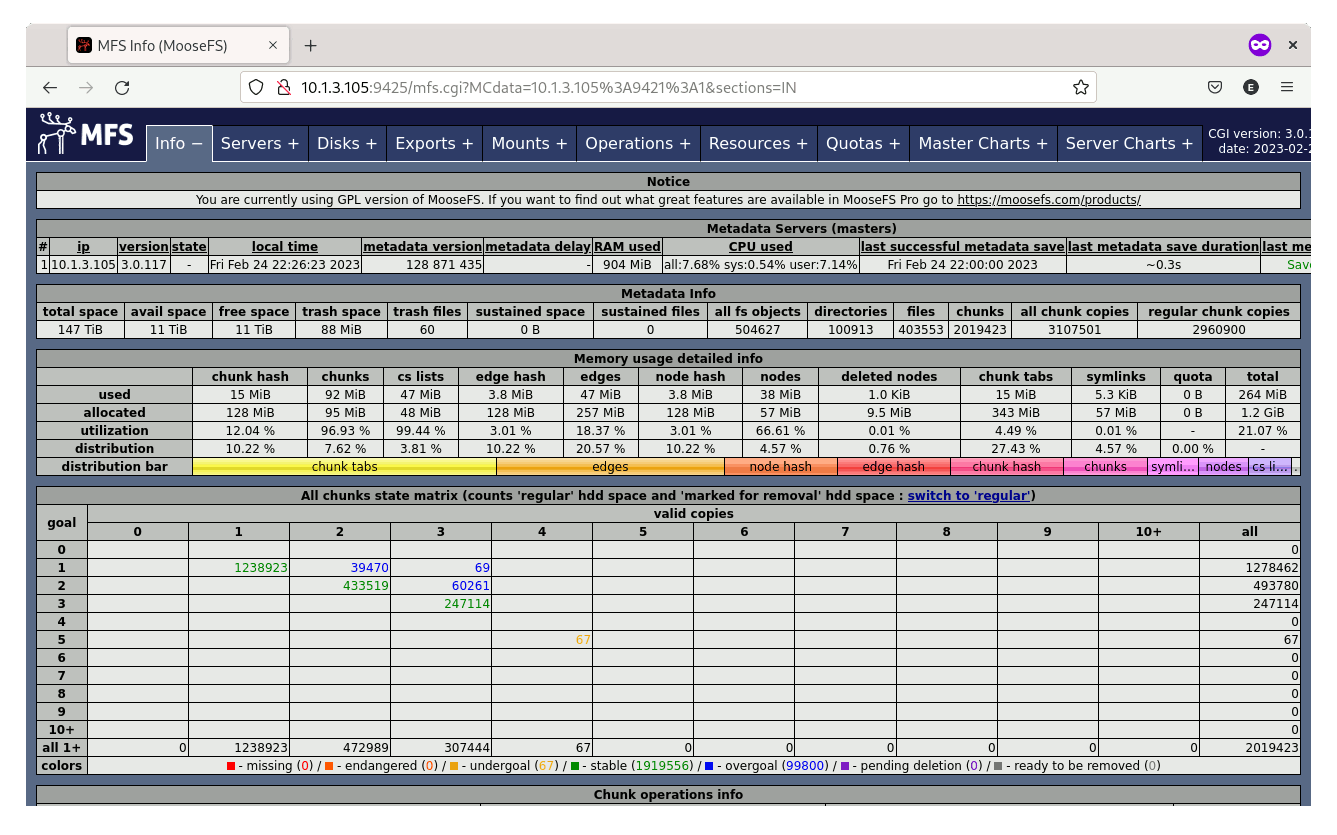 MFS Info (MooseFS)
10.1.3.105:9425/mfs.cgi?MCdata=10.1.3.105%3A9421%3A1&sections=IN
E
MFS Info − Servers + Disks + Exports + Mounts + Operations + Resources + Quotas + Master Charts + Server Charts +
CGI version: 3.0.
date: 2023-02-2
Notice
You are currently using GPL version of MooseFS. If you want to find out what great features are available in MooseFS Pro go to https://moosefs.com/products/
Metadata Servers (masters)
# ip version state local time metadata version metadata delay RAM used CPU used last successful metadata save last metadata save duration last me
1 10.1.3.105 3.0.117 - Fri Feb 24 22:26:23 2023 128 871 435 - 904 MiB all:7.68% sys:0.54% user:7.14% Fri Feb 24 22:00:00 2023 ~0.3s Save
Metadata Info
total space avail space free space trash space trash files sustained space sustained files all fs objects directories files chunks all chunk copies regular chunk copies
147 TiB 11 TiB 11 TiB 88 MiB 60 0 B 0 504627 100913 403553 2019423 3107501 2960900
Memory usage detailed info
chunk hash chunks cs lists edge hash edges node hash nodes deleted nodes chunk tabs symlinks quota total
used 15 MiB 92 MiB 47 MiB 3.8 MiB 47 MiB 3.8 MiB 38 MiB 1.0 KiB 15 MiB 5.3 KiB 0 B 264 MiB
allocated 128 MiB 95 MiB 48 MiB 128 MiB 257 MiB 128 MiB 57 MiB 9.5 MiB 343 MiB 57 MiB 0 B 1.2 GiB
utilization 12.04 % 96.93 % 99.44 % 3.01 % 18.37 % 3.01 % 66.61 % 0.01 % 4.49 % 0.01 % - 21.07 %
distribution 10.22 % 7.62 % 3.81 % 10.22 % 20.57 % 10.22 % 4.57 % 0.76 % 27.43 % 4.57 % 0.00 % -
distribution bar chunk tabs edges node hash edge hash chunk hash chunks symli... nodes cs li... .
All chunks state matrix (counts 'regular' hdd space and 'marked for removal' hdd space : switch to 'regular')
goal valid copies
0 1 2 3 4 5 6 7 8 9 10+ all
0 0
1 1238923 39470 69 1278462
2 433519 60261 493780
3 247114 247114
4 0
5 67 67
6 0
7 0
8 0
9 0
10+ 0
all 1+ 0 1238923 472989 307444 67 0 0 0 0 0 0 2019423
colors - missing (0) / - endangered (0) / - undergoal (67) / - stable (1919556) / - overgoal (99800) / - pending deletion (0) / - ready to be removed (0)
Chunk operations info